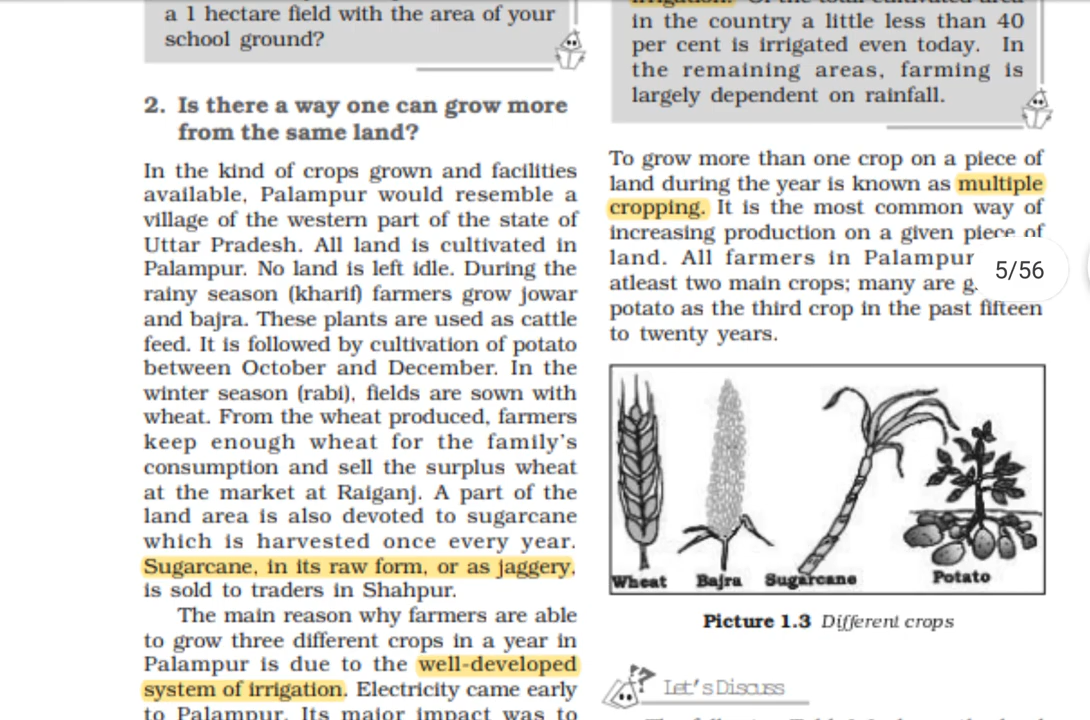 a 1 hectare field with the area of your
school ground?
2. Is there a way one can grow more
from the same land?
In the kind of crops grown and facilities
available, Palampur would resemble a
village of the western part of the state of
Uttar Pradesh. All land is cultivated in
Palampur. No land is left idle. During the
rainy season (kharif) farmers grow jowar
and bajra. These plants are used as cattle
feed. It is followed by cultivation of potato
between October and December. In the
winter season (rabi), fields are sown with
wheat. From the wheat produced, farmers
keep enough wheat for the family's
consumption and sell the surplus wheat
at the market at Raiganj. A part of the
land area is also devoted to sugarcane
which is harvested once every year.
Sugarcane, in its raw form, or as jaggery,
is sold to traders in Shahpur.
The main reason why farmers are able
to grow three different crops in a year in
Palampur is due to the well-developed
system of irrigation. Electricity came early
to Palampur. Its major impact was to
in the country a little less than 40
per cent is irrigated even today. In
the remaining areas, farming is
largely dependent on rainfall.
To grow more than one crop on a piece of
land during the year is known as multiple
cropping. It is the most common way of
increasing production on a given piece of
land. All farmers in Palampur
atleast two main crops; many are g
potato as the third crop in the past fifteen
to twenty years.
5/56
Wheat Bajra Sugarcane Potato
Picture 1.3 Different crops
??
Let's Discuss